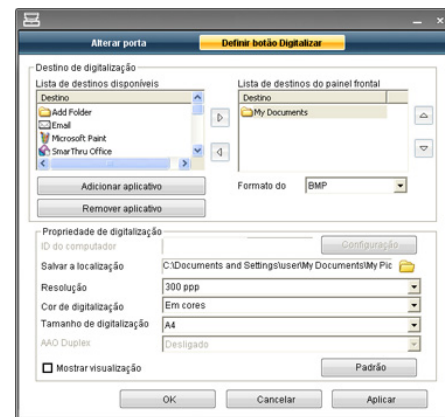 Alterar porta
Definir botão Digitalizar
Destino de digitalização
Lista de destinos disponíveis
Destino
Add Folder
Email
Microsoft Paint
SmarThru Office
Lista de destinos do painel frontal
Destino
My Documents
Adicionar aplicativo
Remover aplicativo
Formato do BMP
Propriedade de digitalização
ID do computador Configuração
Salvar a localização C:\Documents and Settings\user\My Documents\My Pic
Resolução 300 ppp
Cor de digitalização Em cores
Tamanho de digitalização A4
AAO Duplex Desligado
Mostrar visualização Padrão
OK Cancelar Aplicar